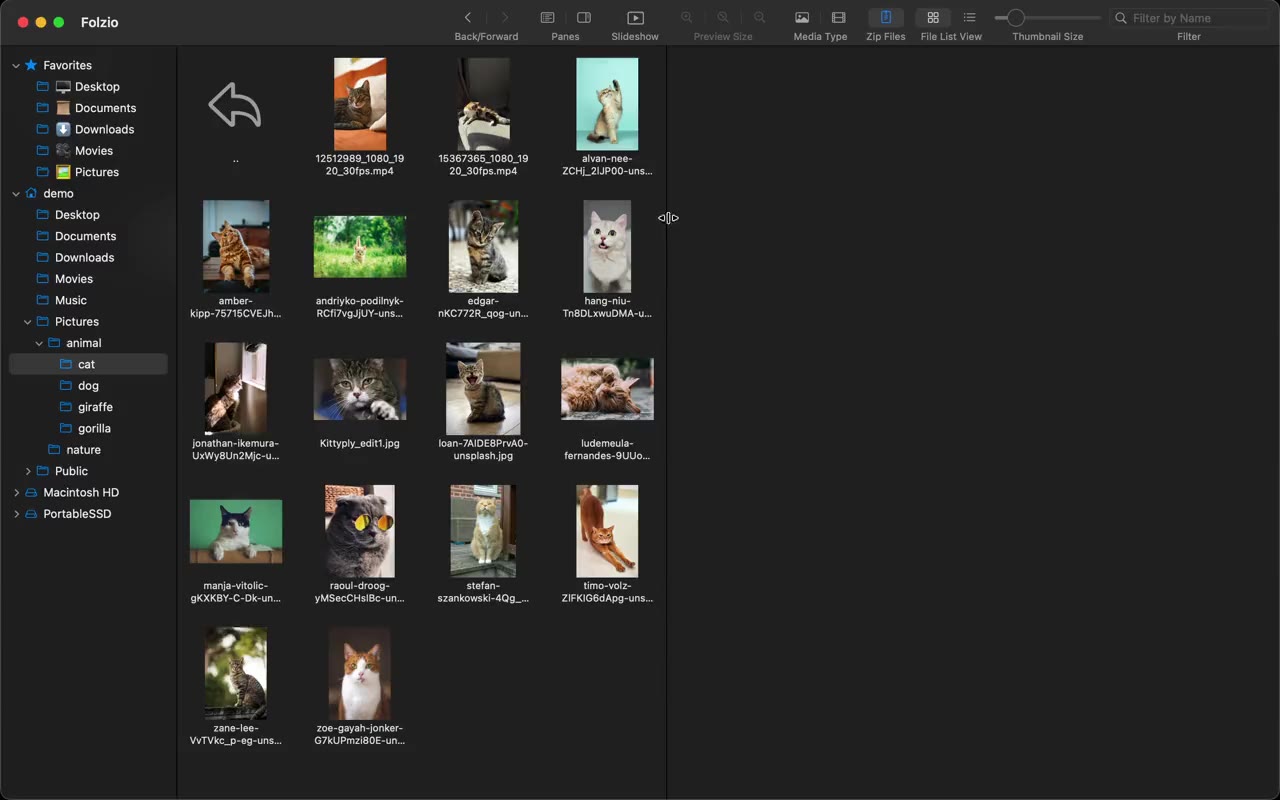 Folzio
Back/Forward
Panes
Slideshow
Preview Size
Media Type
Zip Files
File List View
Thumbnail Size
Filter by Name
Filter
Favorites
Desktop
Documents
Downloads
Movies
Pictures
demo
Desktop
Documents
Downloads
Movies
Music
Pictures
animal
cat
dog
giraffe
gorilla
nature
Public
Macintosh HD
PortableSSD
..
12512989_1080_19
20_30fps.mp4
15367365_1080_19
20_30fps.mp4
alvan-nee-
ZCHj_2lJP00-uns...
amber-
kipp-75715CVEJh...
andriyko-podilnyk-
RCfi7vgJjUY-uns...
edgar-
nKC772R_qog-un...
hang-niu-
Tn8DLxwuDMA-u...
jonathan-ikemura-
UxWy8Un2Mjc-u...
Kittyply_edit1.jpg
loan-7AIDE8PrvA0-
unsplash.jpg
ludemeula-
fernandes-9UUo...
manja-vitolic-
gKXKBY-C-Dk-un...
raoul-droog-
yMSecCHsIBc-un...
stefan-
szankowski-4Qg_...
timo-volz-
ZlFKIG6dApg-uns...
zane-lee-
VvTVkc_p-eg-uns...
zoe-gayah-jonker-
G7kUPmzi80E-un...